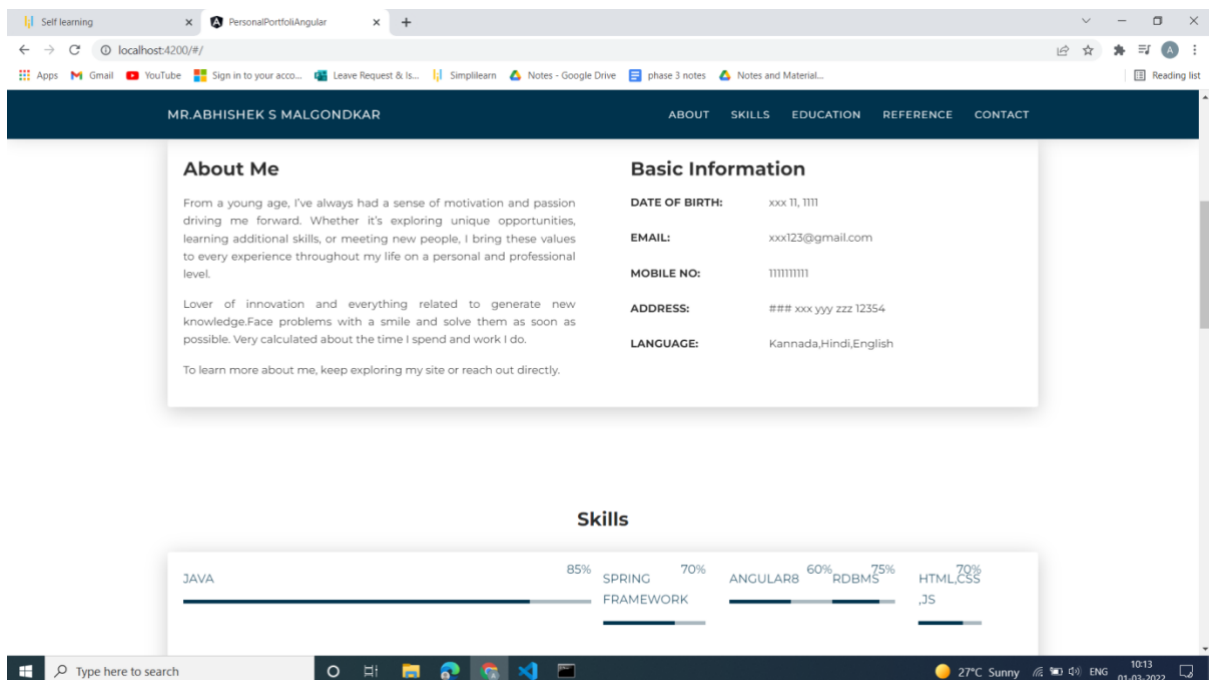 Self learning
PersonalPortfoliAngular
localhost:4200/#/
Apps Gmail YouTube Sign in to your acco... Leave Request & Is... Simplilearn Notes - Google Drive phase 3 notes Notes and Material... Reading list
MR.ABHISHEK S MALGONDKAR
ABOUT SKILLS EDUCATION REFERENCE CONTACT
About Me
From a young age, I've always had a sense of motivation and passion
driving me forward. Whether it's exploring unique opportunities,
learning additional skills, or meeting new people, I bring these values
to every experience throughout my life on a personal and professional
level.
Lover of innovation and everything related to generate new
knowledge.Face problems with a smile and solve them as soon as
possible. Very calculated about the time I spend and work I do.
To learn more about me, keep exploring my site or reach out directly.
Basic Information
DATE OF BIRTH: xxx 11, 1111
EMAIL: xxx123@gmail.com
MOBILE NO: 1111111111
ADDRESS: ### xxx yyy zzz 12354
LANGUAGE: Kannada,Hindi,English
Skills
JAVA 85%
SPRING 70%
FRAMEWORK
ANGULAR8 60%
RDBMS 75%
HTML,CSS 70%
,JS
Type here to search
27°C Sunny
ENG
10:13
01-03-2022